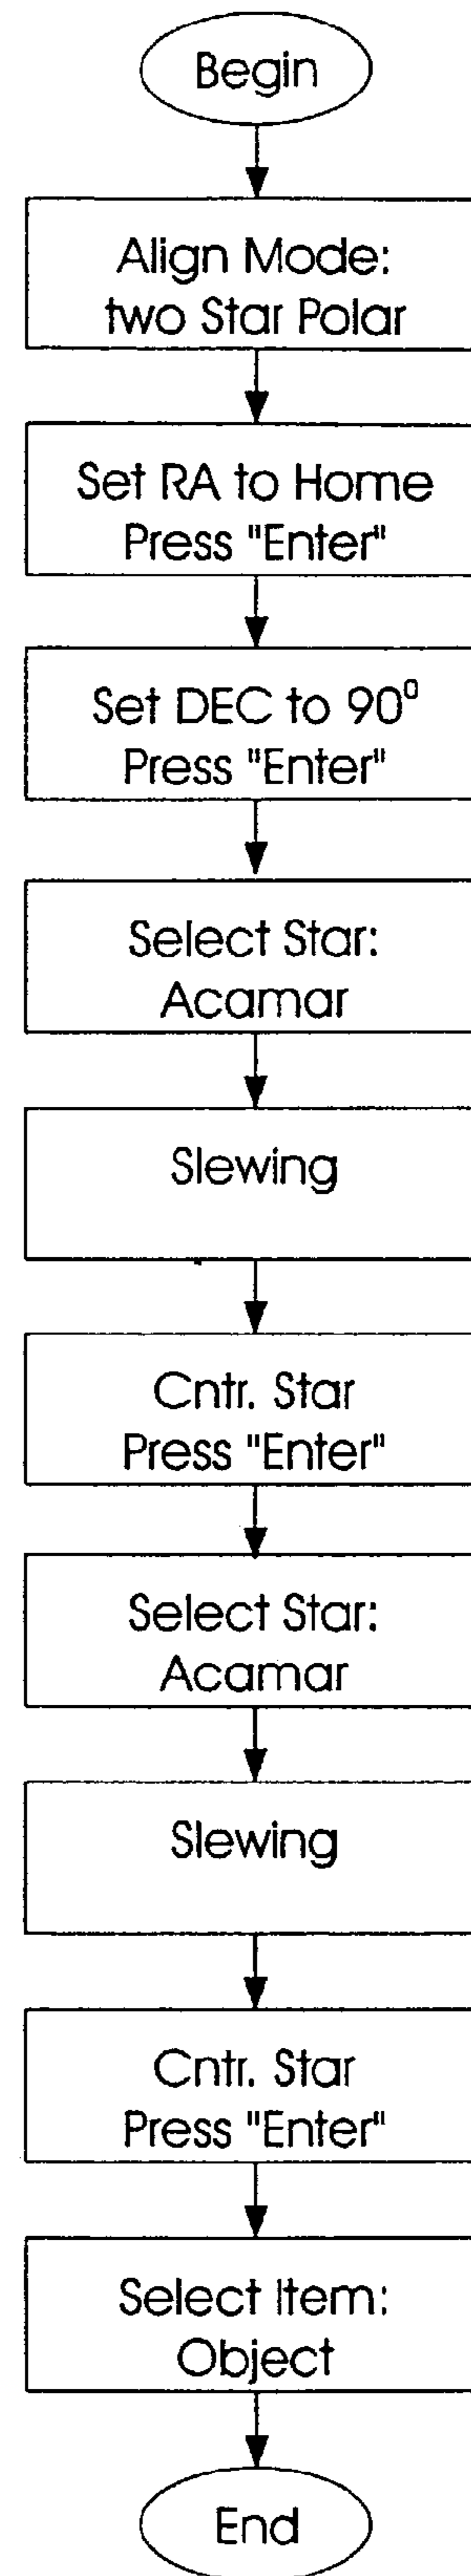 Begin
Align Mode:
two Star Polar
Set RA to Home
Press "Enter"
Set DEC to 90⁰
Press "Enter"
Select Star:
Acamar
Slewing
Cntr. Star
Press "Enter"
Select Star:
Acamar
Slewing
Cntr. Star
Press "Enter"
Select Item:
Object
End